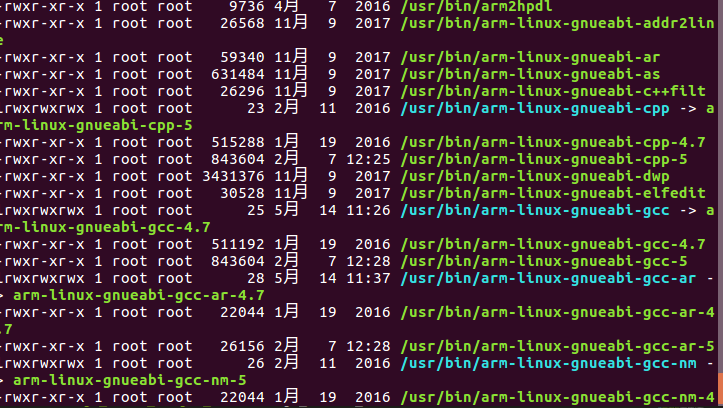 -rwxr-xr-x 1 root root    9736 4月   7  2016 /usr/bin/arm2hpdl
-rwxr-xr-x 1 root root   26568 11月  9  2017 /usr/bin/arm-linux-gnueabi-addr2lin
e
-rwxr-xr-x 1 root root   59340 11月  9  2017 /usr/bin/arm-linux-gnueabi-ar
-rwxr-xr-x 1 root root  631484 11月  9  2017 /usr/bin/arm-linux-gnueabi-as
-rwxr-xr-x 1 root root   26296 11月  9  2017 /usr/bin/arm-linux-gnueabi-c++filt
lrwxrwxrwx 1 root root      23 2月  11  2016 /usr/bin/arm-linux-gnueabi-cpp -> a
rm-linux-gnueabi-cpp-5
-rwxr-xr-x 1 root root  515288 1月  19  2016 /usr/bin/arm-linux-gnueabi-cpp-4.7
-rwxr-xr-x 1 root root  843604 2月   7 12:25 /usr/bin/arm-linux-gnueabi-cpp-5
-rwxr-xr-x 1 root root 3431376 11月  9  2017 /usr/bin/arm-linux-gnueabi-dwp
-rwxr-xr-x 1 root root   30528 11月  9  2017 /usr/bin/arm-linux-gnueabi-elfedit
lrwxrwxrwx 1 root root      25 5月  14 11:26 /usr/bin/arm-linux-gnueabi-gcc -> a
rm-linux-gnueabi-gcc-4.7
-rwxr-xr-x 1 root root  511192 1月  19  2016 /usr/bin/arm-linux-gnueabi-gcc-4.7
-rwxr-xr-x 1 root root  843604 2月   7 12:28 /usr/bin/arm-linux-gnueabi-gcc-5
lrwxrwxrwx 1 root root      28 5月  14 11:37 /usr/bin/arm-linux-gnueabi-gcc-ar -
> arm-linux-gnueabi-gcc-ar-4.7
-rwxr-xr-x 1 root root   22044 1月  19  2016 /usr/bin/arm-linux-gnueabi-gcc-ar-4
.7
-rwxr-xr-x 1 root root   26156 2月   7 12:28 /usr/bin/arm-linux-gnueabi-gcc-ar-5
lrwxrwxrwx 1 root root      26 2月  11  2016 /usr/bin/arm-linux-gnueabi-gcc-nm -
> arm-linux-gnueabi-gcc-nm-5
-rwxr-xr-x 1 root root   22044 1月  19  2016 /usr/bin/arm-linux-gnueabi-gcc-nm-4